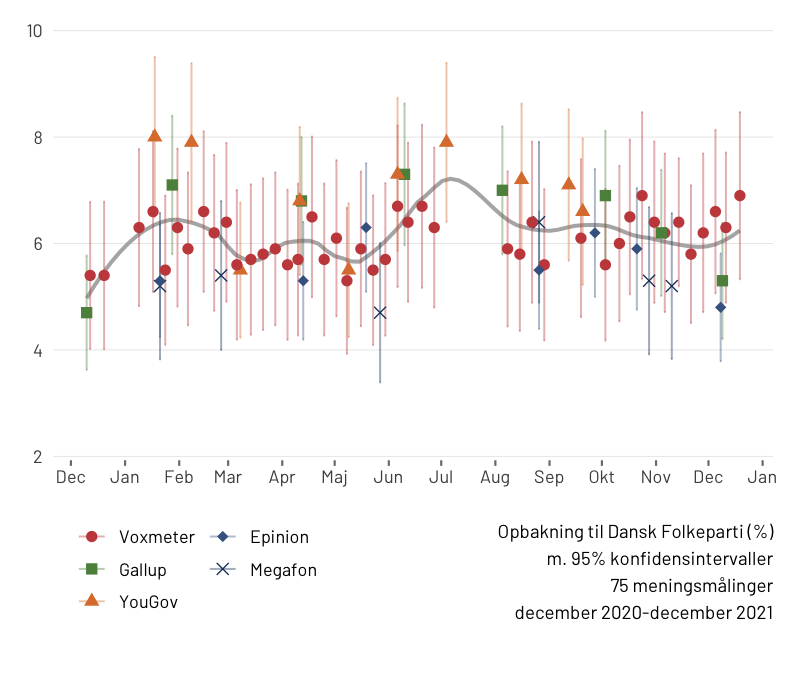 10
8
6
4
2
Dec Jan Feb Mar Apr Maj Jun Jul Aug Sep Okt Nov Dec Jan
Voxmeter Epinion
Gallup Megafon
YouGov
Opbakning til Dansk Folkeparti (%)
m. 95% konfidensintervaller
75 meningsmålinger
december 2020-december 2021